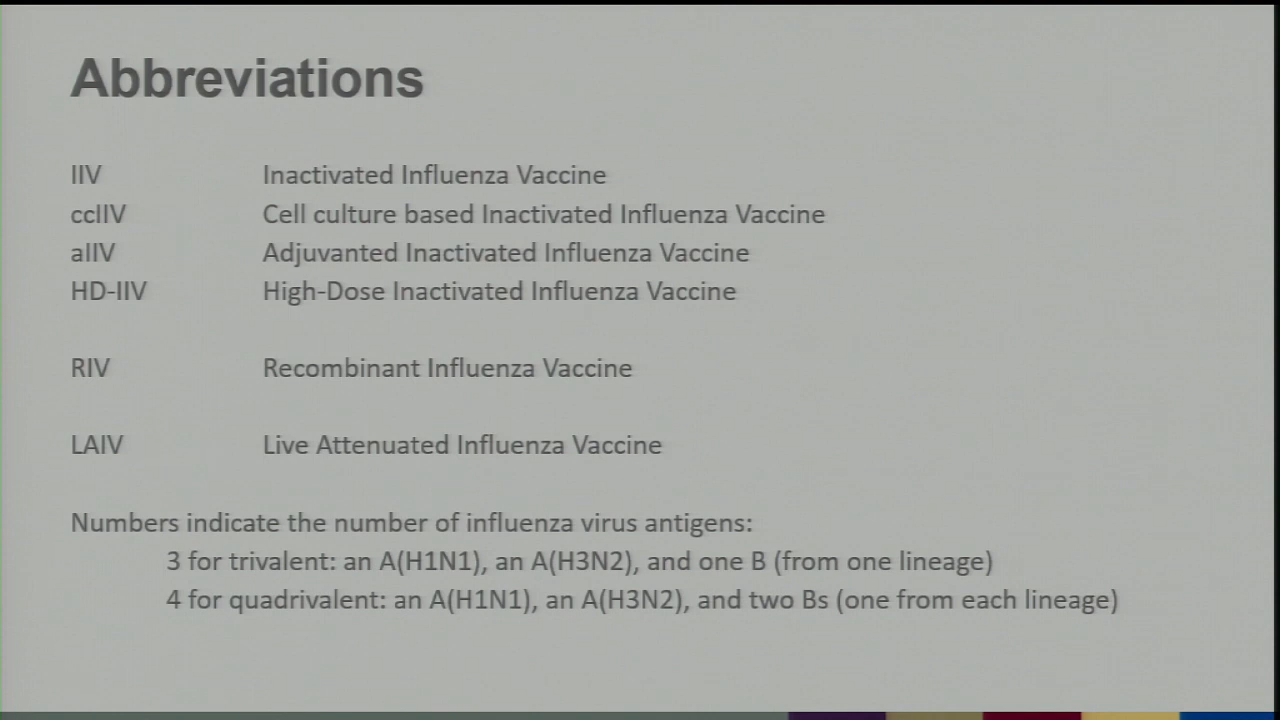 Abbreviations
IIV Inactivated Influenza Vaccine
ccIIV Cell culture based Inactivated Influenza Vaccine
aIIV Adjuvanted Inactivated Influenza Vaccine
HD-IIV High-Dose Inactivated Influenza Vaccine
RIV Recombinant Influenza Vaccine
LAIV Live Attenuated Influenza Vaccine
Numbers indicate the number of influenza virus antigens:
3 for trivalent: an A(H1N1), an A(H3N2), and one B (from one lineage)
4 for quadrivalent: an A(H1N1), an A(H3N2), and two Bs (one from each lineage)